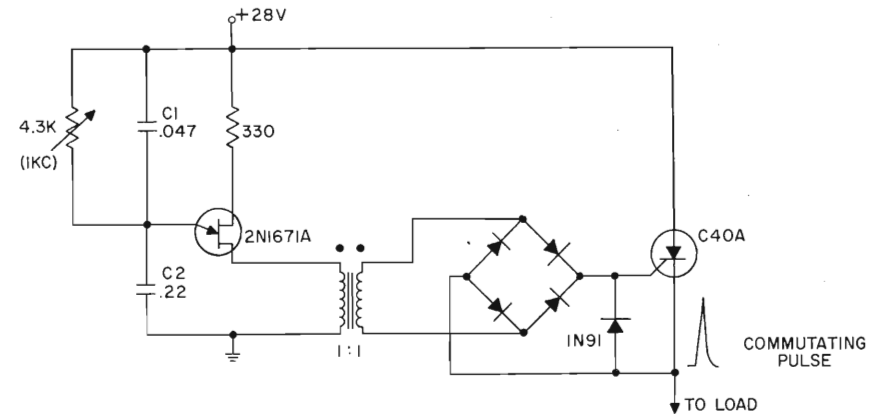 +28V
4.3K
(1KC)
C1
.047
330
2N1671A
C2
.22
1:1
1N91
C40A
COMMUTATING
PULSE
TO LOAD